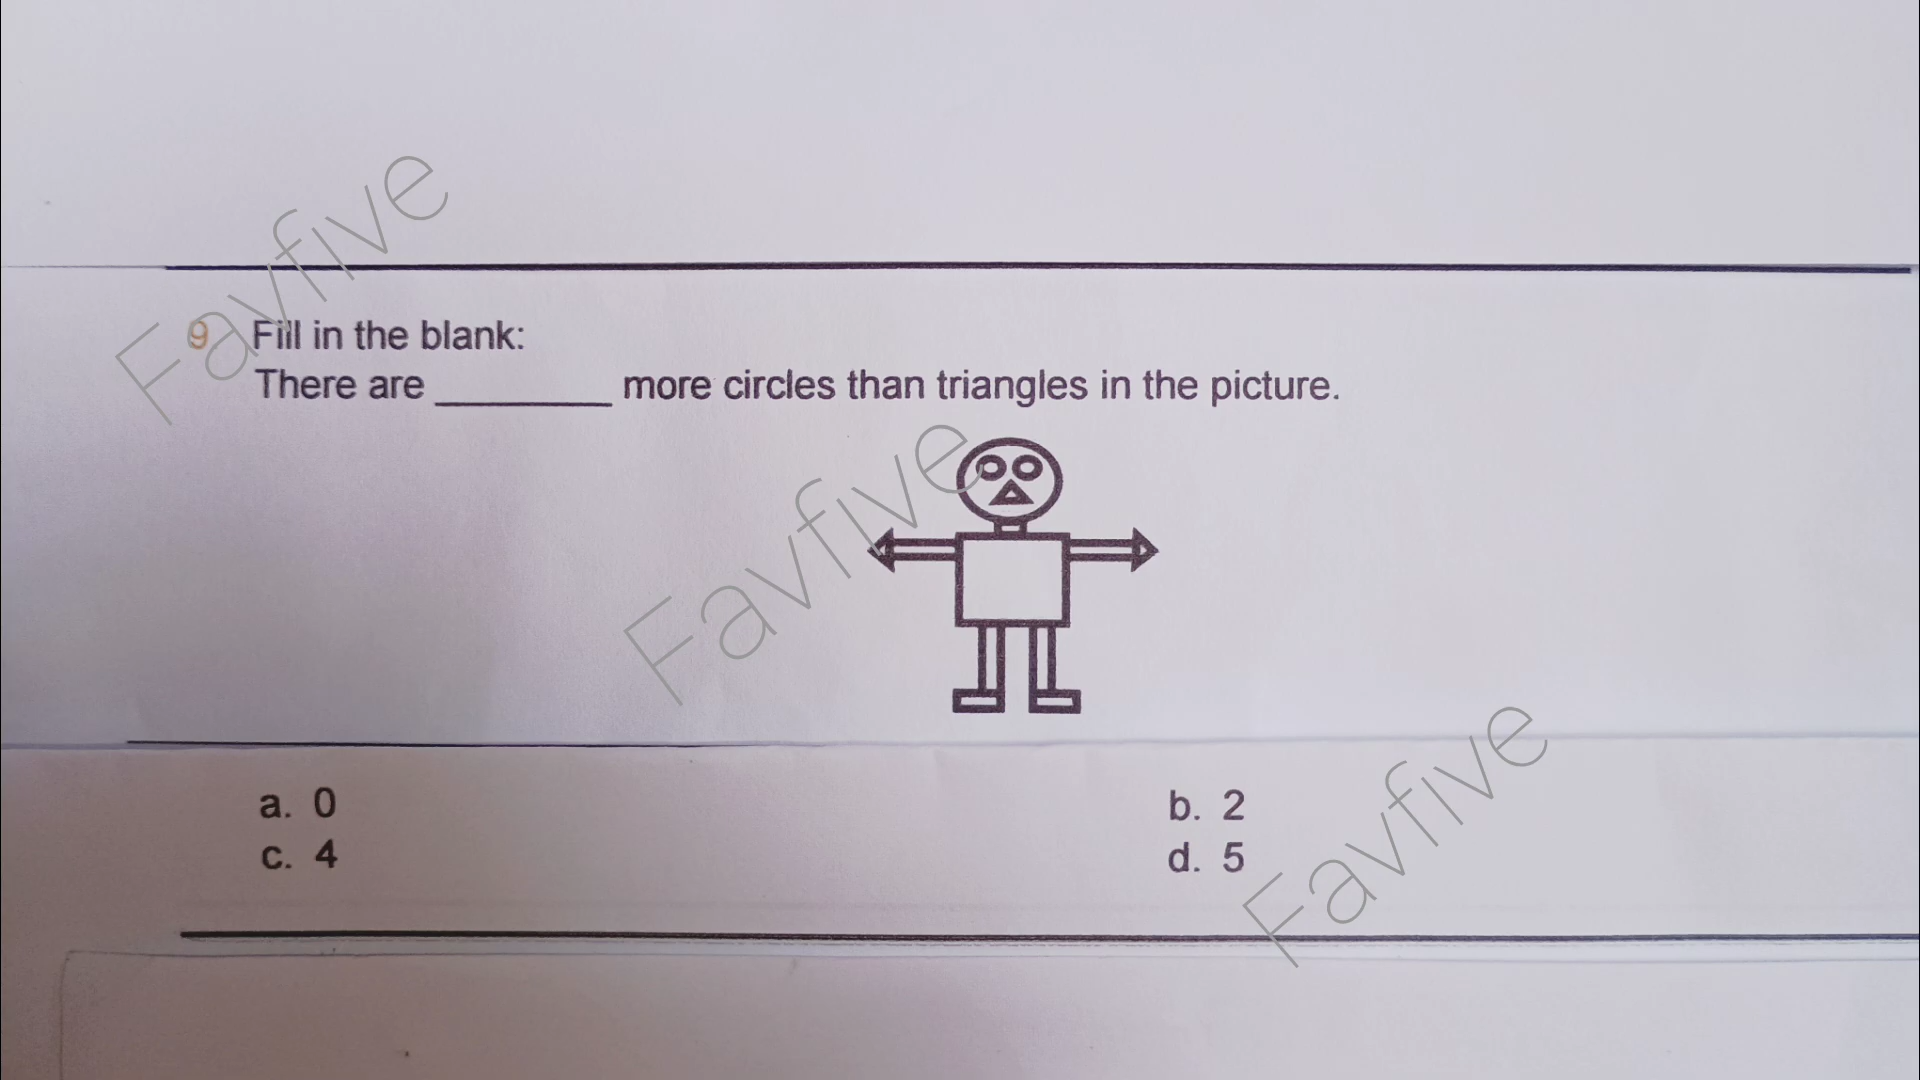 Favfive
9 Fill in the blank:
There are ________ more circles than triangles in the picture.
Favfive
a. 0 b. 2
c. 4 d. 5
Favfive